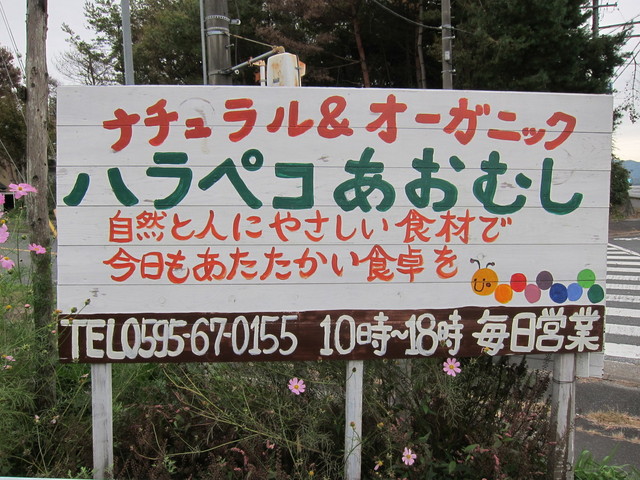 ナチュラル&オーガニック
ハラペコあおむし
自然と人にやさしい食材で
今日もあたたかい食卓を
TEL0595-67-0155 10時~18時 毎日営業